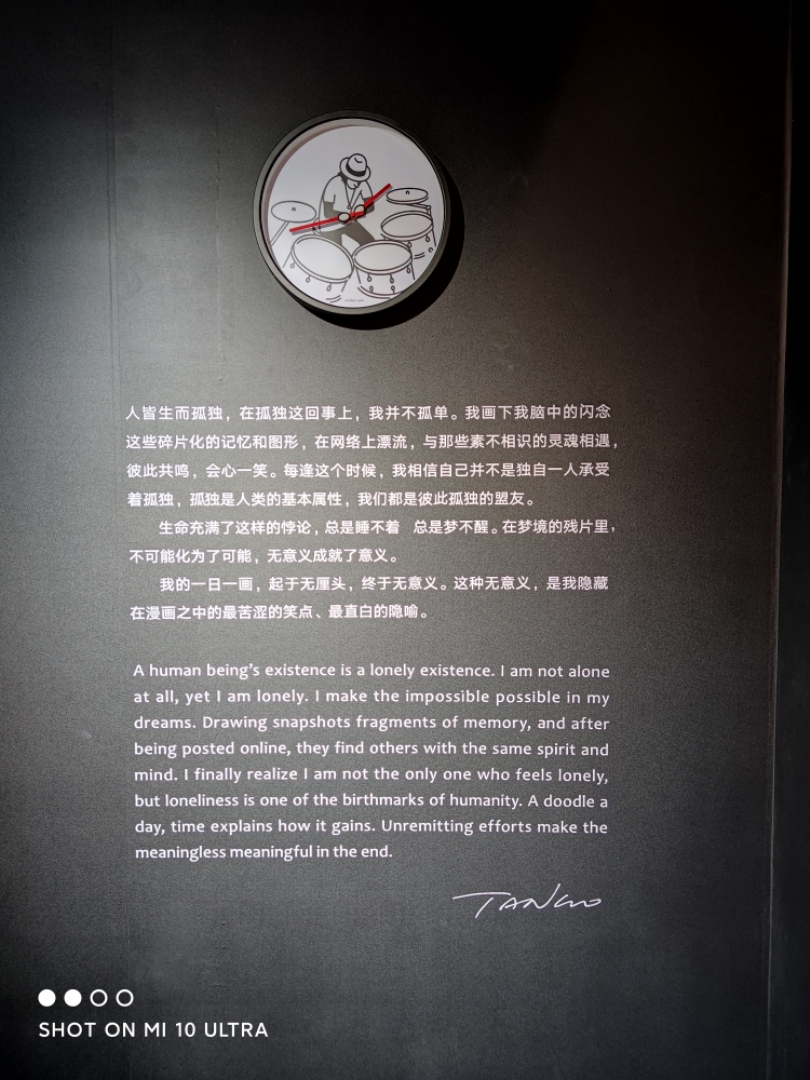 人皆生而孤独，在孤独这回事上，我并不孤单。我画下我脑中的闪念
这些碎片化的记忆和图形，在网络上漂流，与那些素不相识的灵魂相遇，
彼此共鸣，会心一笑。每逢这个时候，我相信自己并不是独自一人承受
着孤独，孤独是人类的基本属性，我们都是彼此孤独的盟友。
生命充满了这样的悖论，总是睡不着　总是梦不醒。在梦境的残片里，
不可能化为了可能，无意义成就了意义。
我的一日一画，起于无厘头，终于无意义。这种无意义，是我隐藏
在漫画之中的最苦涩的笑点、最直白的隐喻。
A human being's existence is a lonely existence. I am not alone
at all, yet I am lonely. I make the impossible possible in my
dreams. Drawing snapshots fragments of memory, and after
being posted online, they find others with the same spirit and
mind. I finally realize I am not the only one who feels lonely,
but loneliness is one of the birthmarks of humanity. A doodle a
day, time explains how it gains. Unremitting efforts make the
meaningless meaningful in the end.
TANGO
SHOT ON MI 10 ULTRA